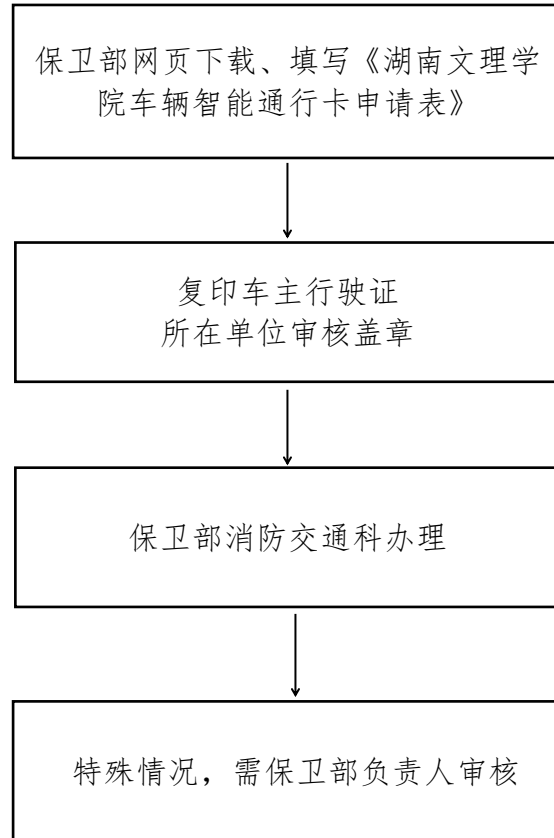 保卫部网页下载、填写《湖南文理学
院车辆智能通行卡申请表》
复印车主行驶证
所在单位审核盖章
保卫部消防交通科办理
特殊情况，需保卫部负责人审核